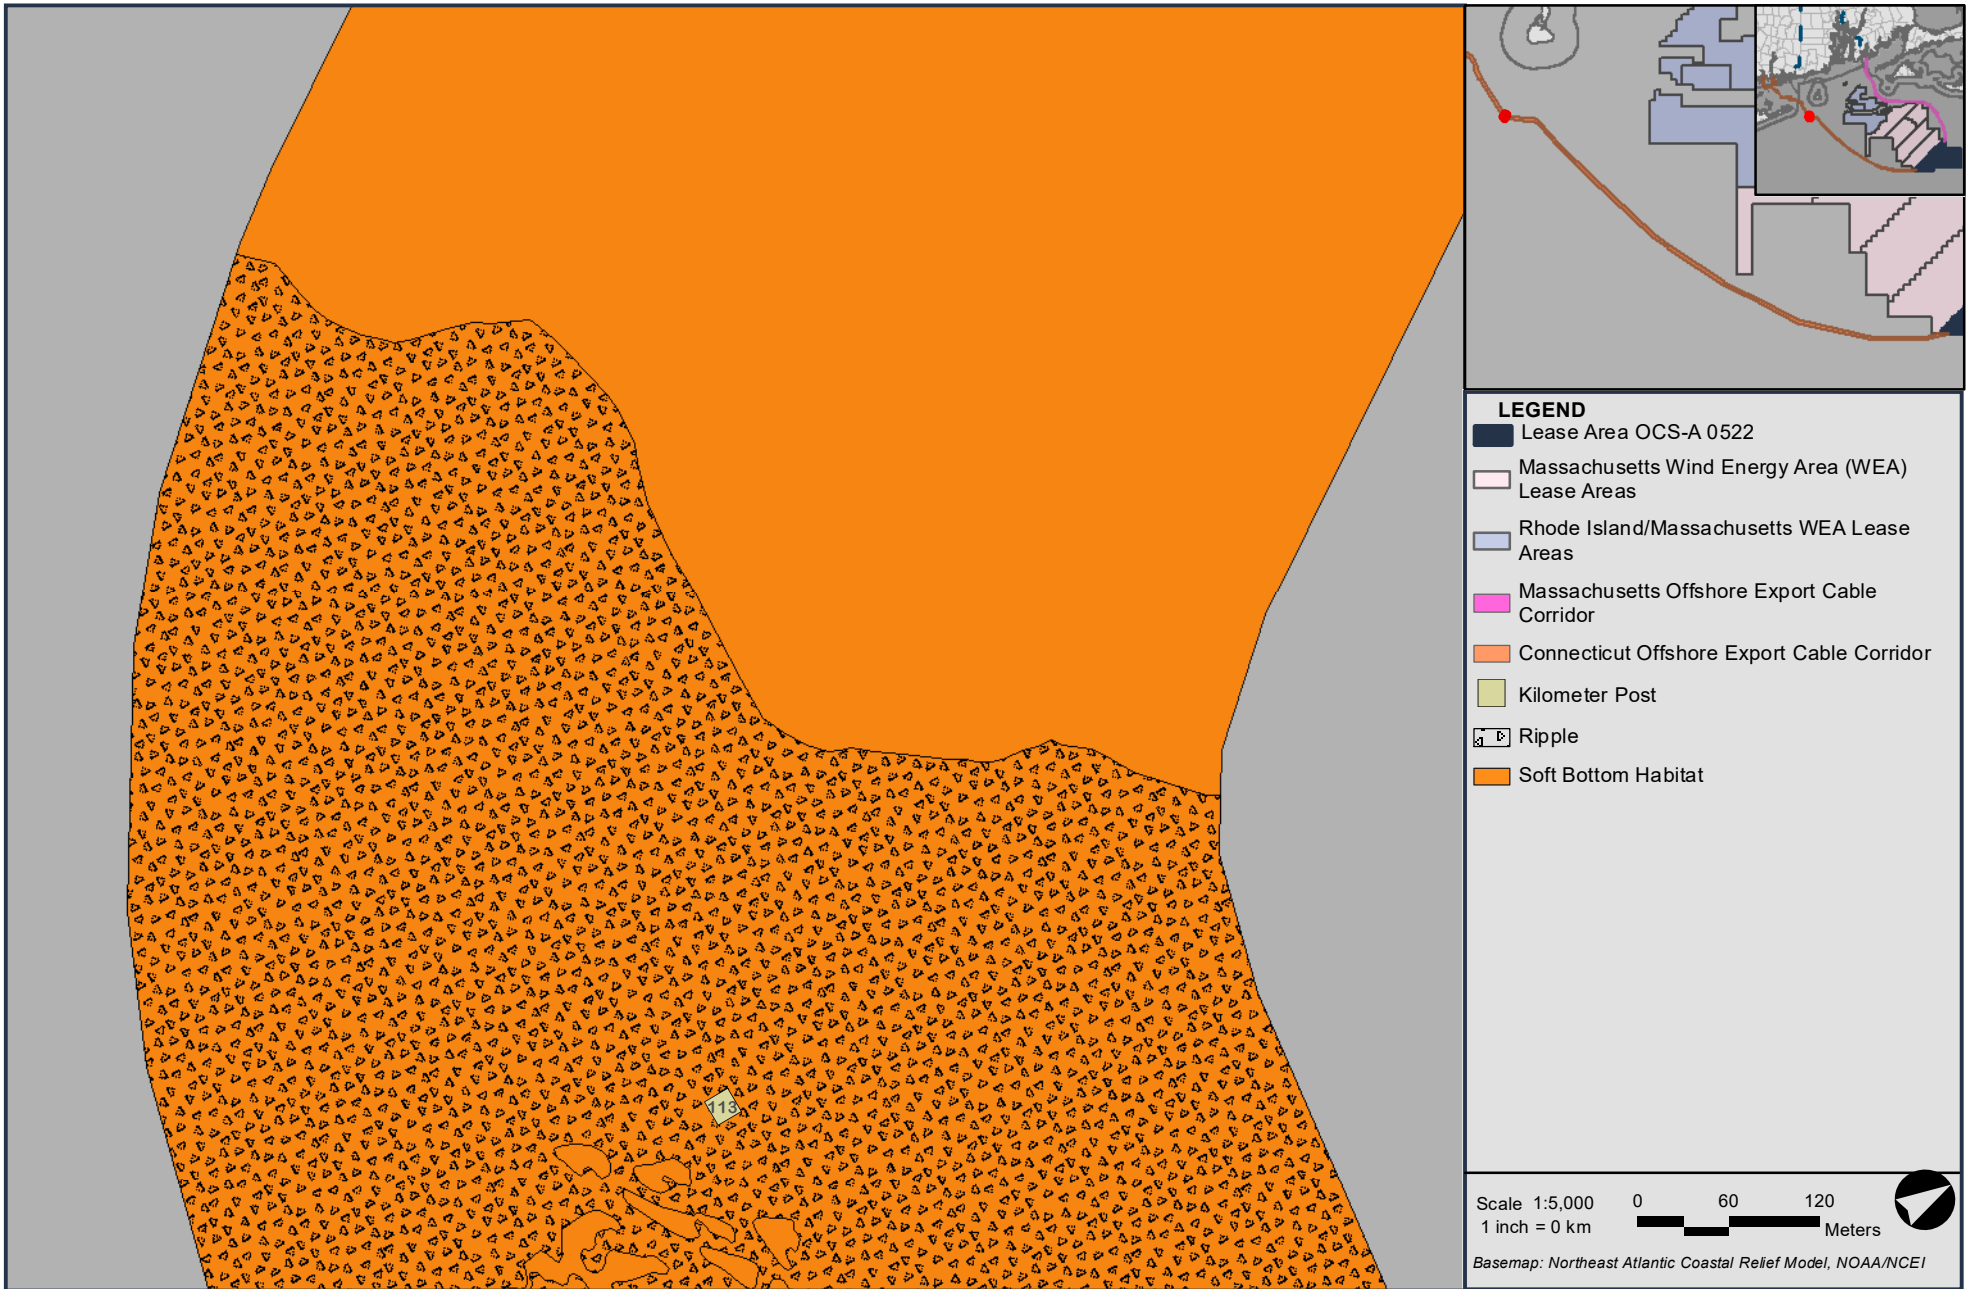 LEGEND
Lease Area OCS-A 0522
Massachusetts Wind Energy Area (WEA)
Lease Areas
Rhode Island/Massachusetts WEA Lease
Areas
Massachusetts Offshore Export Cable
Corridor
Connecticut Offshore Export Cable Corridor
Kilometer Post
Ripple
Soft Bottom Habitat
113
Scale 1:5,000
1 inch = 0 km
0 60 120
Meters
Basemap: Northeast Atlantic Coastal Relief Model, NOAA/NCEI